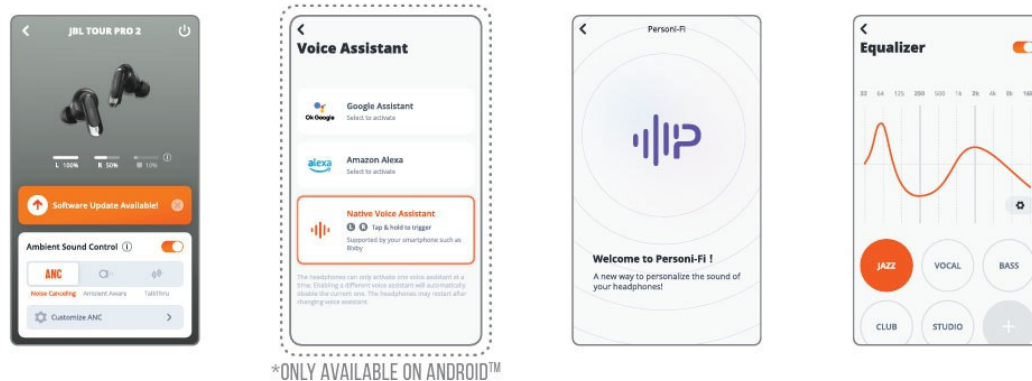 JBL TOUR PRO 2
L 100% R 50% 10%
Software Update Available!
Ambient Sound Control
ANC
Noise Canceling Ambient Aware TalkThru
Customize ANC
Voice Assistant
Ok Google
Google Assistant
Select to activate
alexa
Amazon Alexa
Select to activate
Native Voice Assistant
L R Tap & hold to trigger
Supported by your smartphone such as
Bixby
The headphones can only activate one voice assistant at a
time. Enabling a different voice assistant will automatically
disable the current one. The headphones may restart after
changing voice assistant.
*ONLY AVAILABLE ON ANDROID™
Personi-Fi
Welcome to Personi-Fi !
A new way to personalize the sound of
your headphones!
Equalizer
32 64 125 250 500 1k 2k 4k 8k
JAZZ VOCAL BASS
CLUB STUDIO